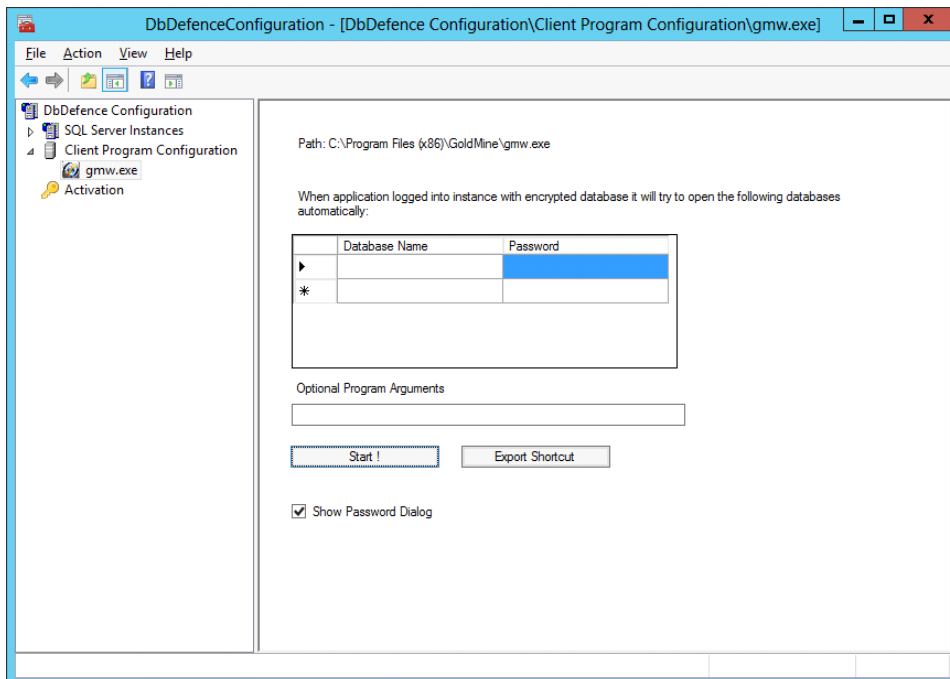 DbDefenceConfiguration - [DbDefence Configuration\Client Program Configuration\gmw.exe]
File Action View Help
DbDefence Configuration
SQL Server Instances
Client Program Configuration
gmw.exe
Activation
Path: C:\Program Files (x86)\GoldMine\gmw.exe
When application logged into instance with encrypted database it will try to open the following databases
automatically:
Database Name Password
Optional Program Arguments
Start ! Export Shortcut
Show Password Dialog